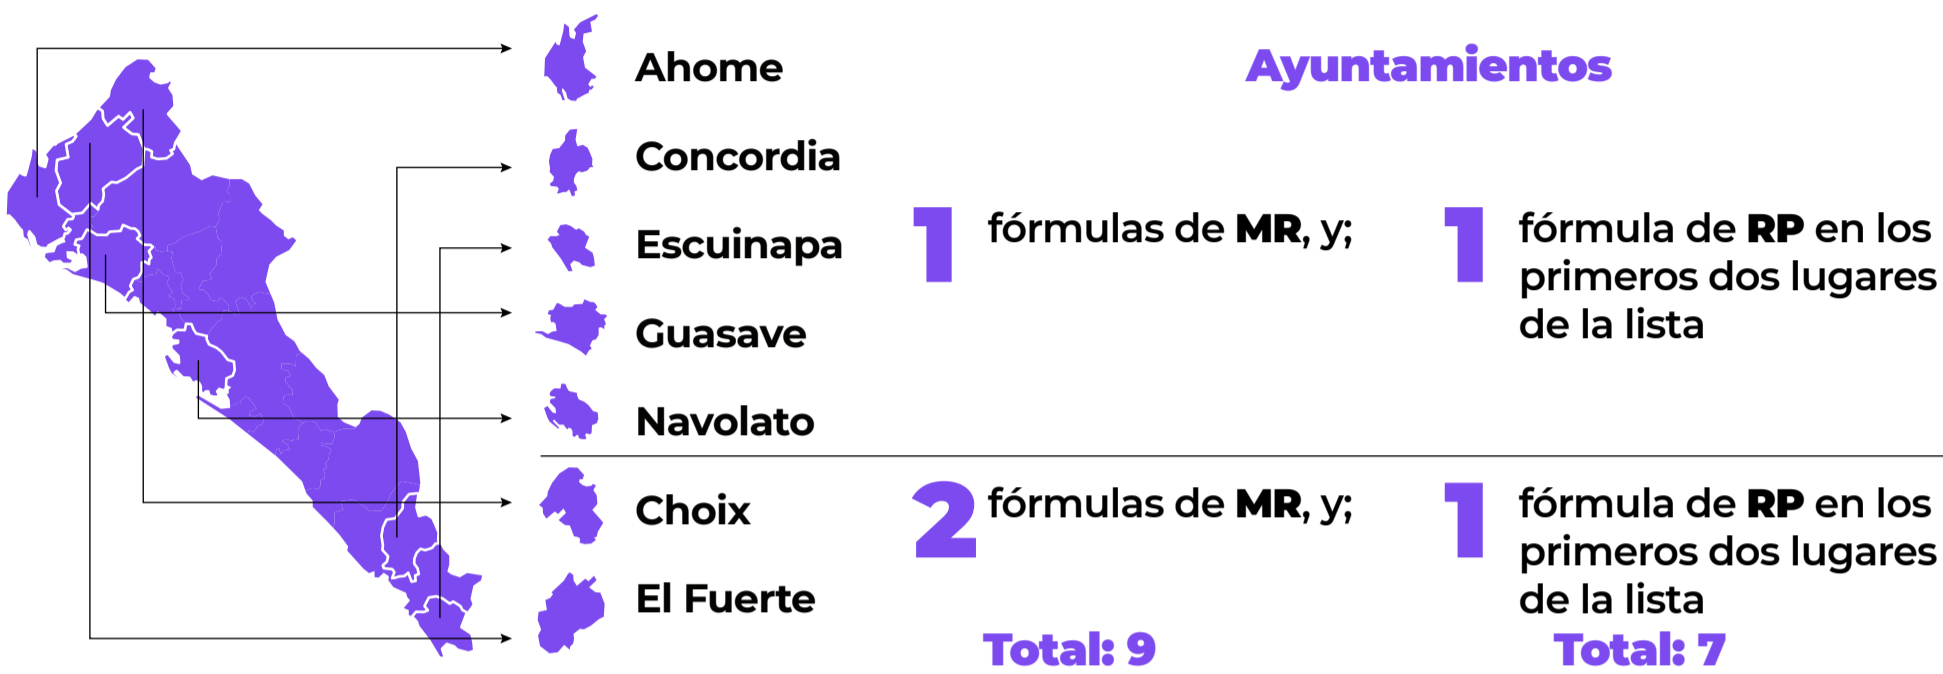 Ayuntamientos
Ahome
Concordia
Escuinapa
Guasave
Navolato
1 fórmulas de MR, y;
1 fórmula de RP en los
primeros dos lugares
de la lista
Choix
El Fuerte
2 fórmulas de MR, y;
1 fórmula de RP en los
primeros dos lugares
de la lista
Total: 9
Total: 7